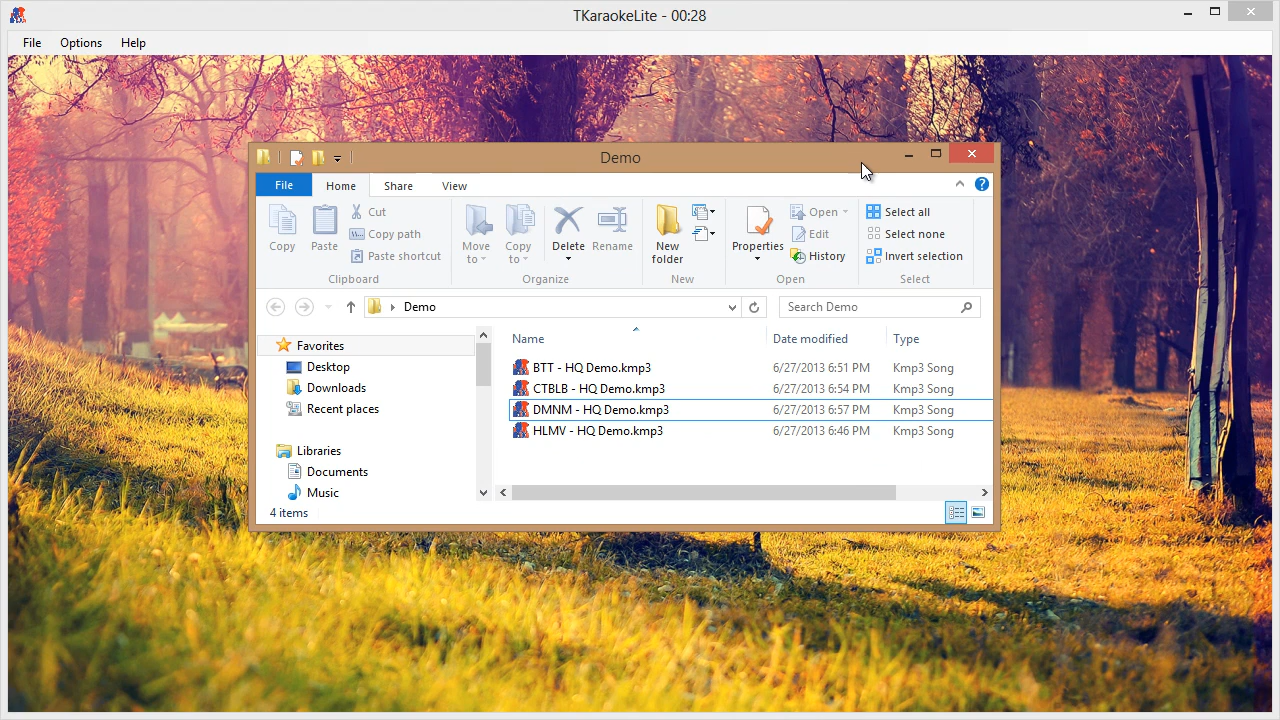 TKaraokeLite - 00:28
File Options Help
Demo
File Home Share View
Copy
Paste
Cut
Copy path
Paste shortcut
Clipboard
Move to
Copy to
Delete
Rename
Organize
New folder
New
Properties
Open
Edit
History
Open
Select all
Select none
Invert selection
Select
Demo
Search Demo
Favorites
Desktop
Downloads
Recent places
Libraries
Documents
Music
Name Date modified Type
BTT - HQ Demo.kmp3 6/27/2013 6:51 PM Kmp3 Song
CTBLB - HQ Demo.kmp3 6/27/2013 6:54 PM Kmp3 Song
DMNM - HQ Demo.kmp3 6/27/2013 6:57 PM Kmp3 Song
HLMV - HQ Demo.kmp3 6/27/2013 6:46 PM Kmp3 Song
4 items